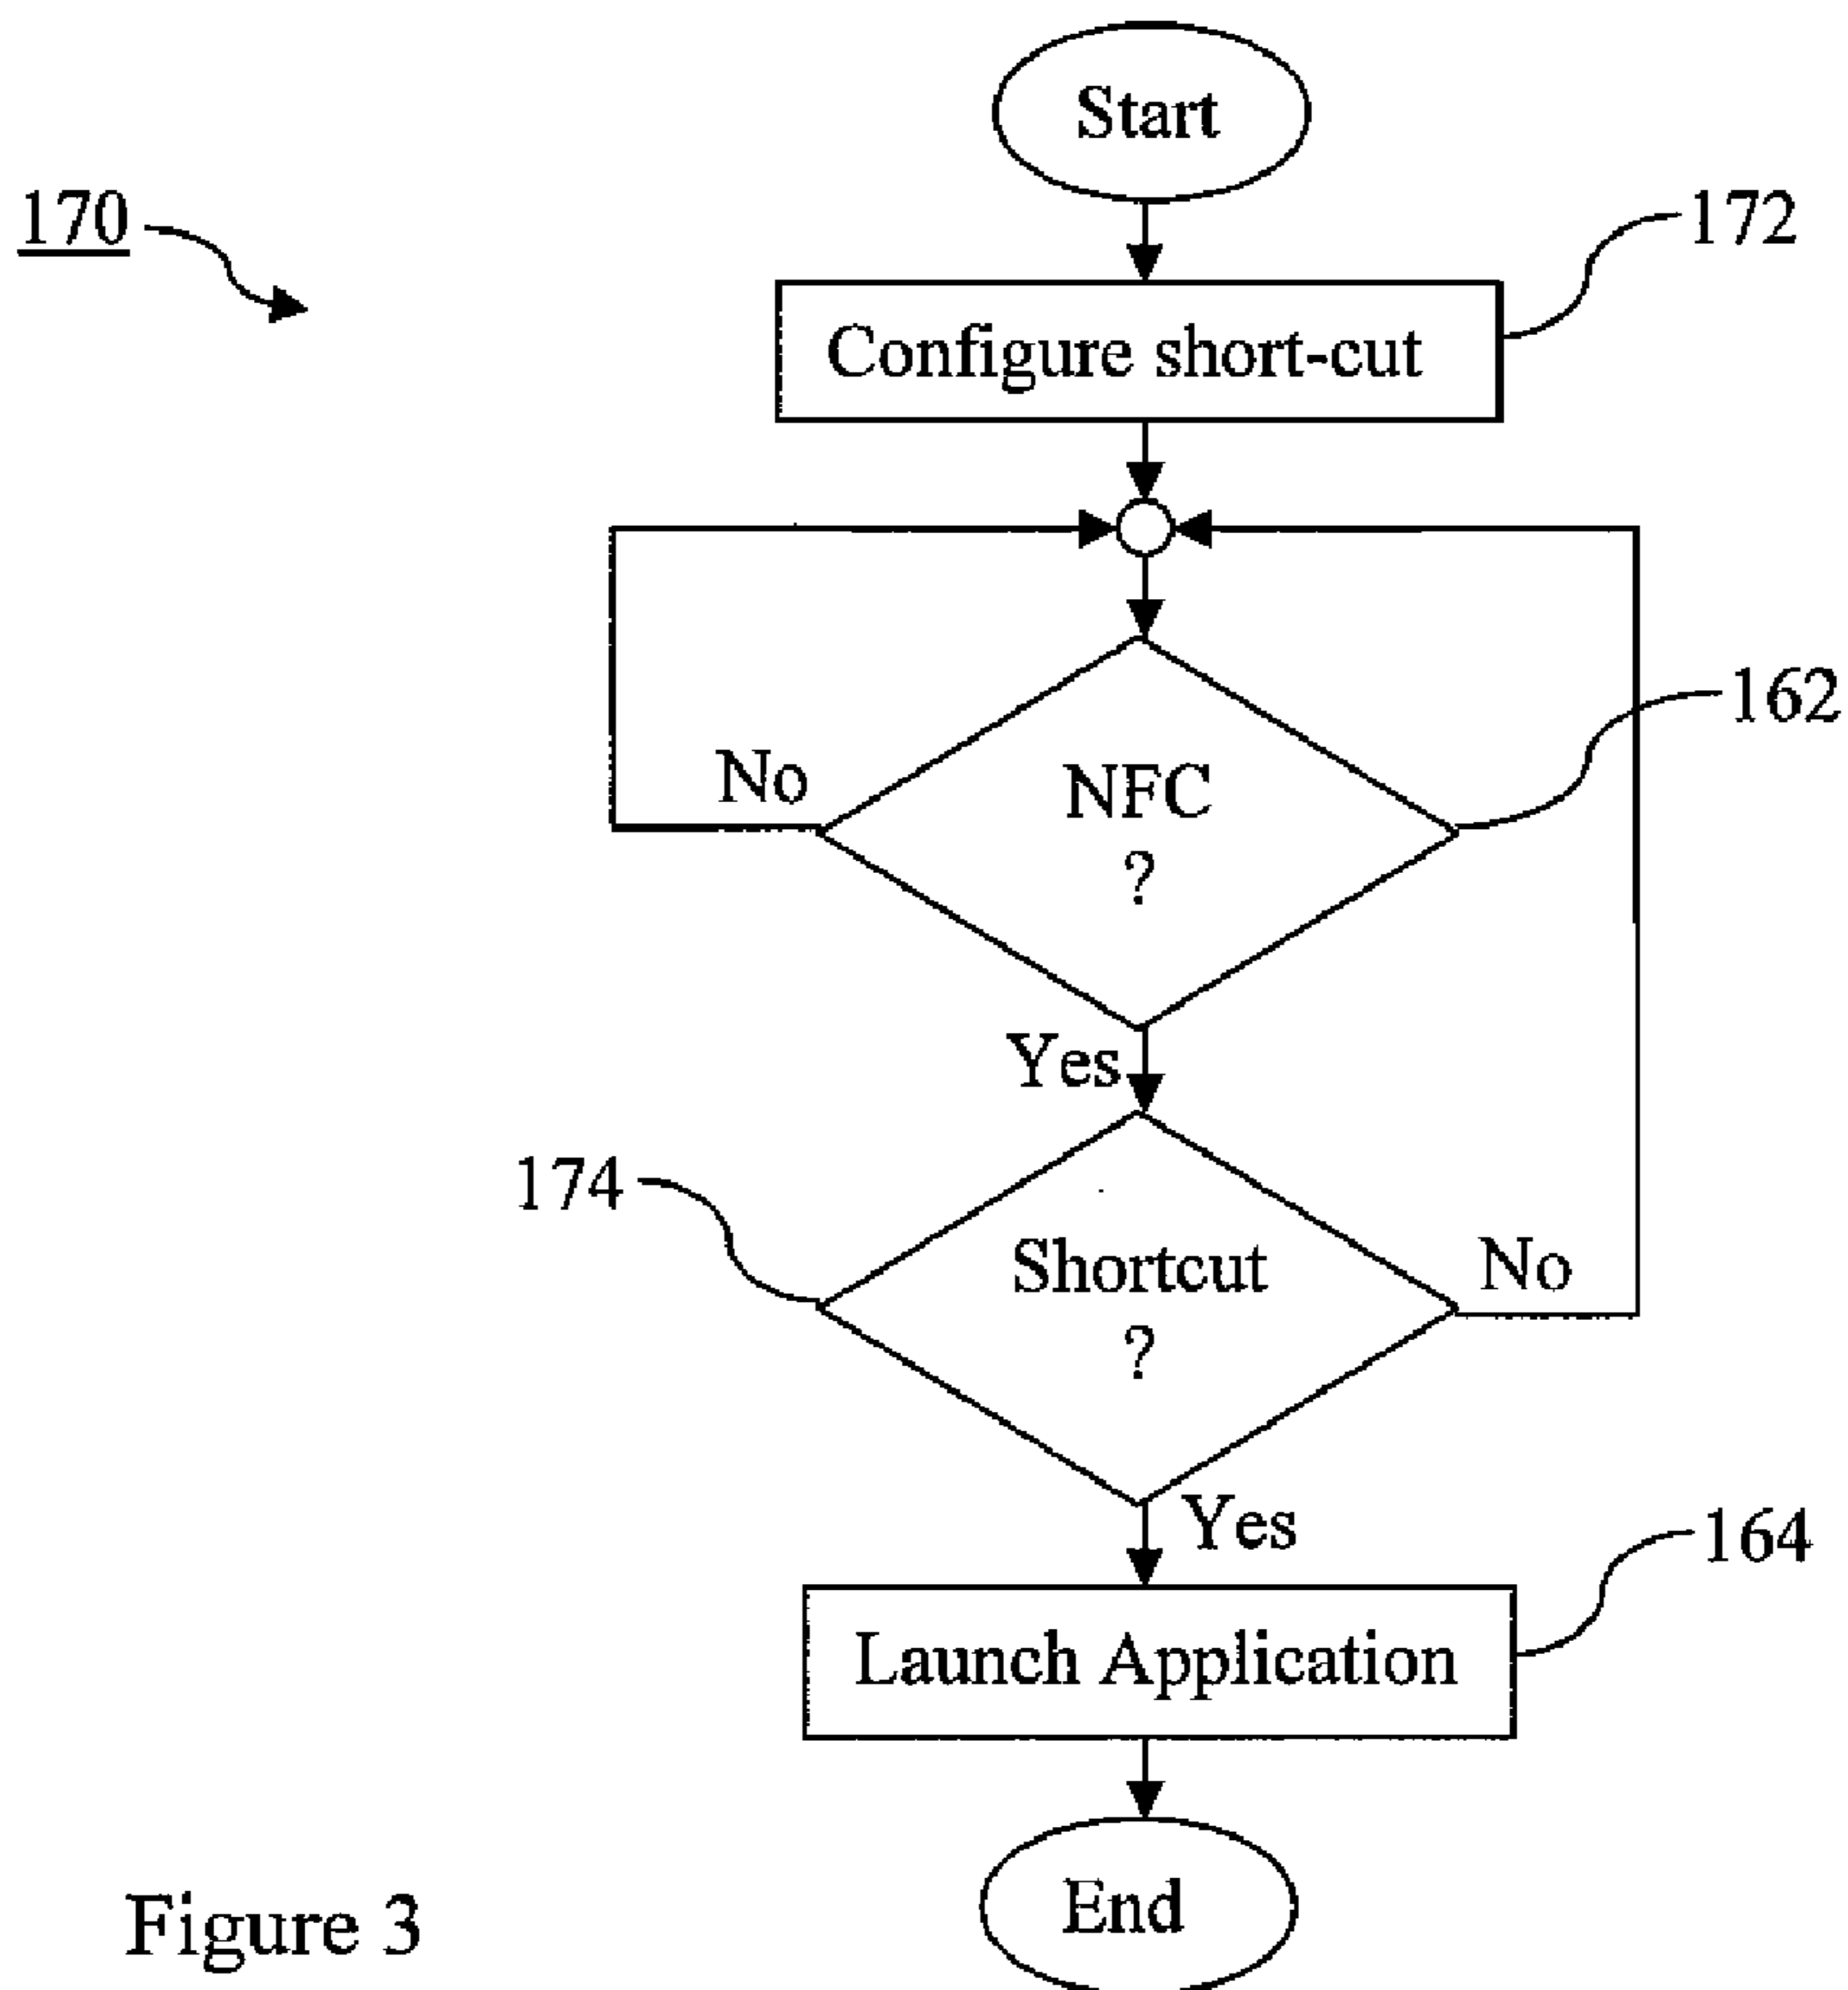 Start
170
172
Configure short-cut
162
No
NFC
?
Yes
174
Shortcut
?
No
Yes
164
Launch Application
End
Figure 3